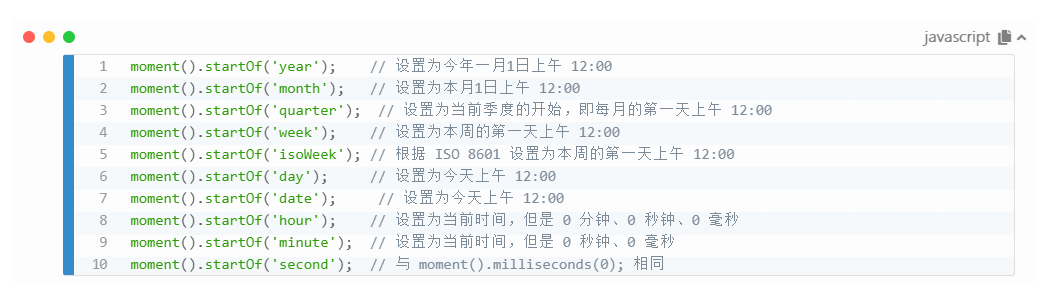 javascript
1 moment().startOf('year');    // 设置为今年一月1日上午 12:00
2 moment().startOf('month');   // 设置为本月1日上午 12:00
3 moment().startOf('quarter');  // 设置为当前季度的开始，即每月的第一天上午 12:00
4 moment().startOf('week');    // 设置为本周的第一天上午 12:00
5 moment().startOf('isoWeek'); // 根据 ISO 8601 设置为本周的第一天上午 12:00
6 moment().startOf('day');     // 设置为今天上午 12:00
7 moment().startOf('date');     // 设置为今天上午 12:00
8 moment().startOf('hour');    // 设置为当前时间，但是 0 分钟、0 秒钟、0 毫秒
9 moment().startOf('minute');  // 设置为当前时间，但是 0 秒钟、0 毫秒
10 moment().startOf('second');  // 与 moment().milliseconds(0); 相同